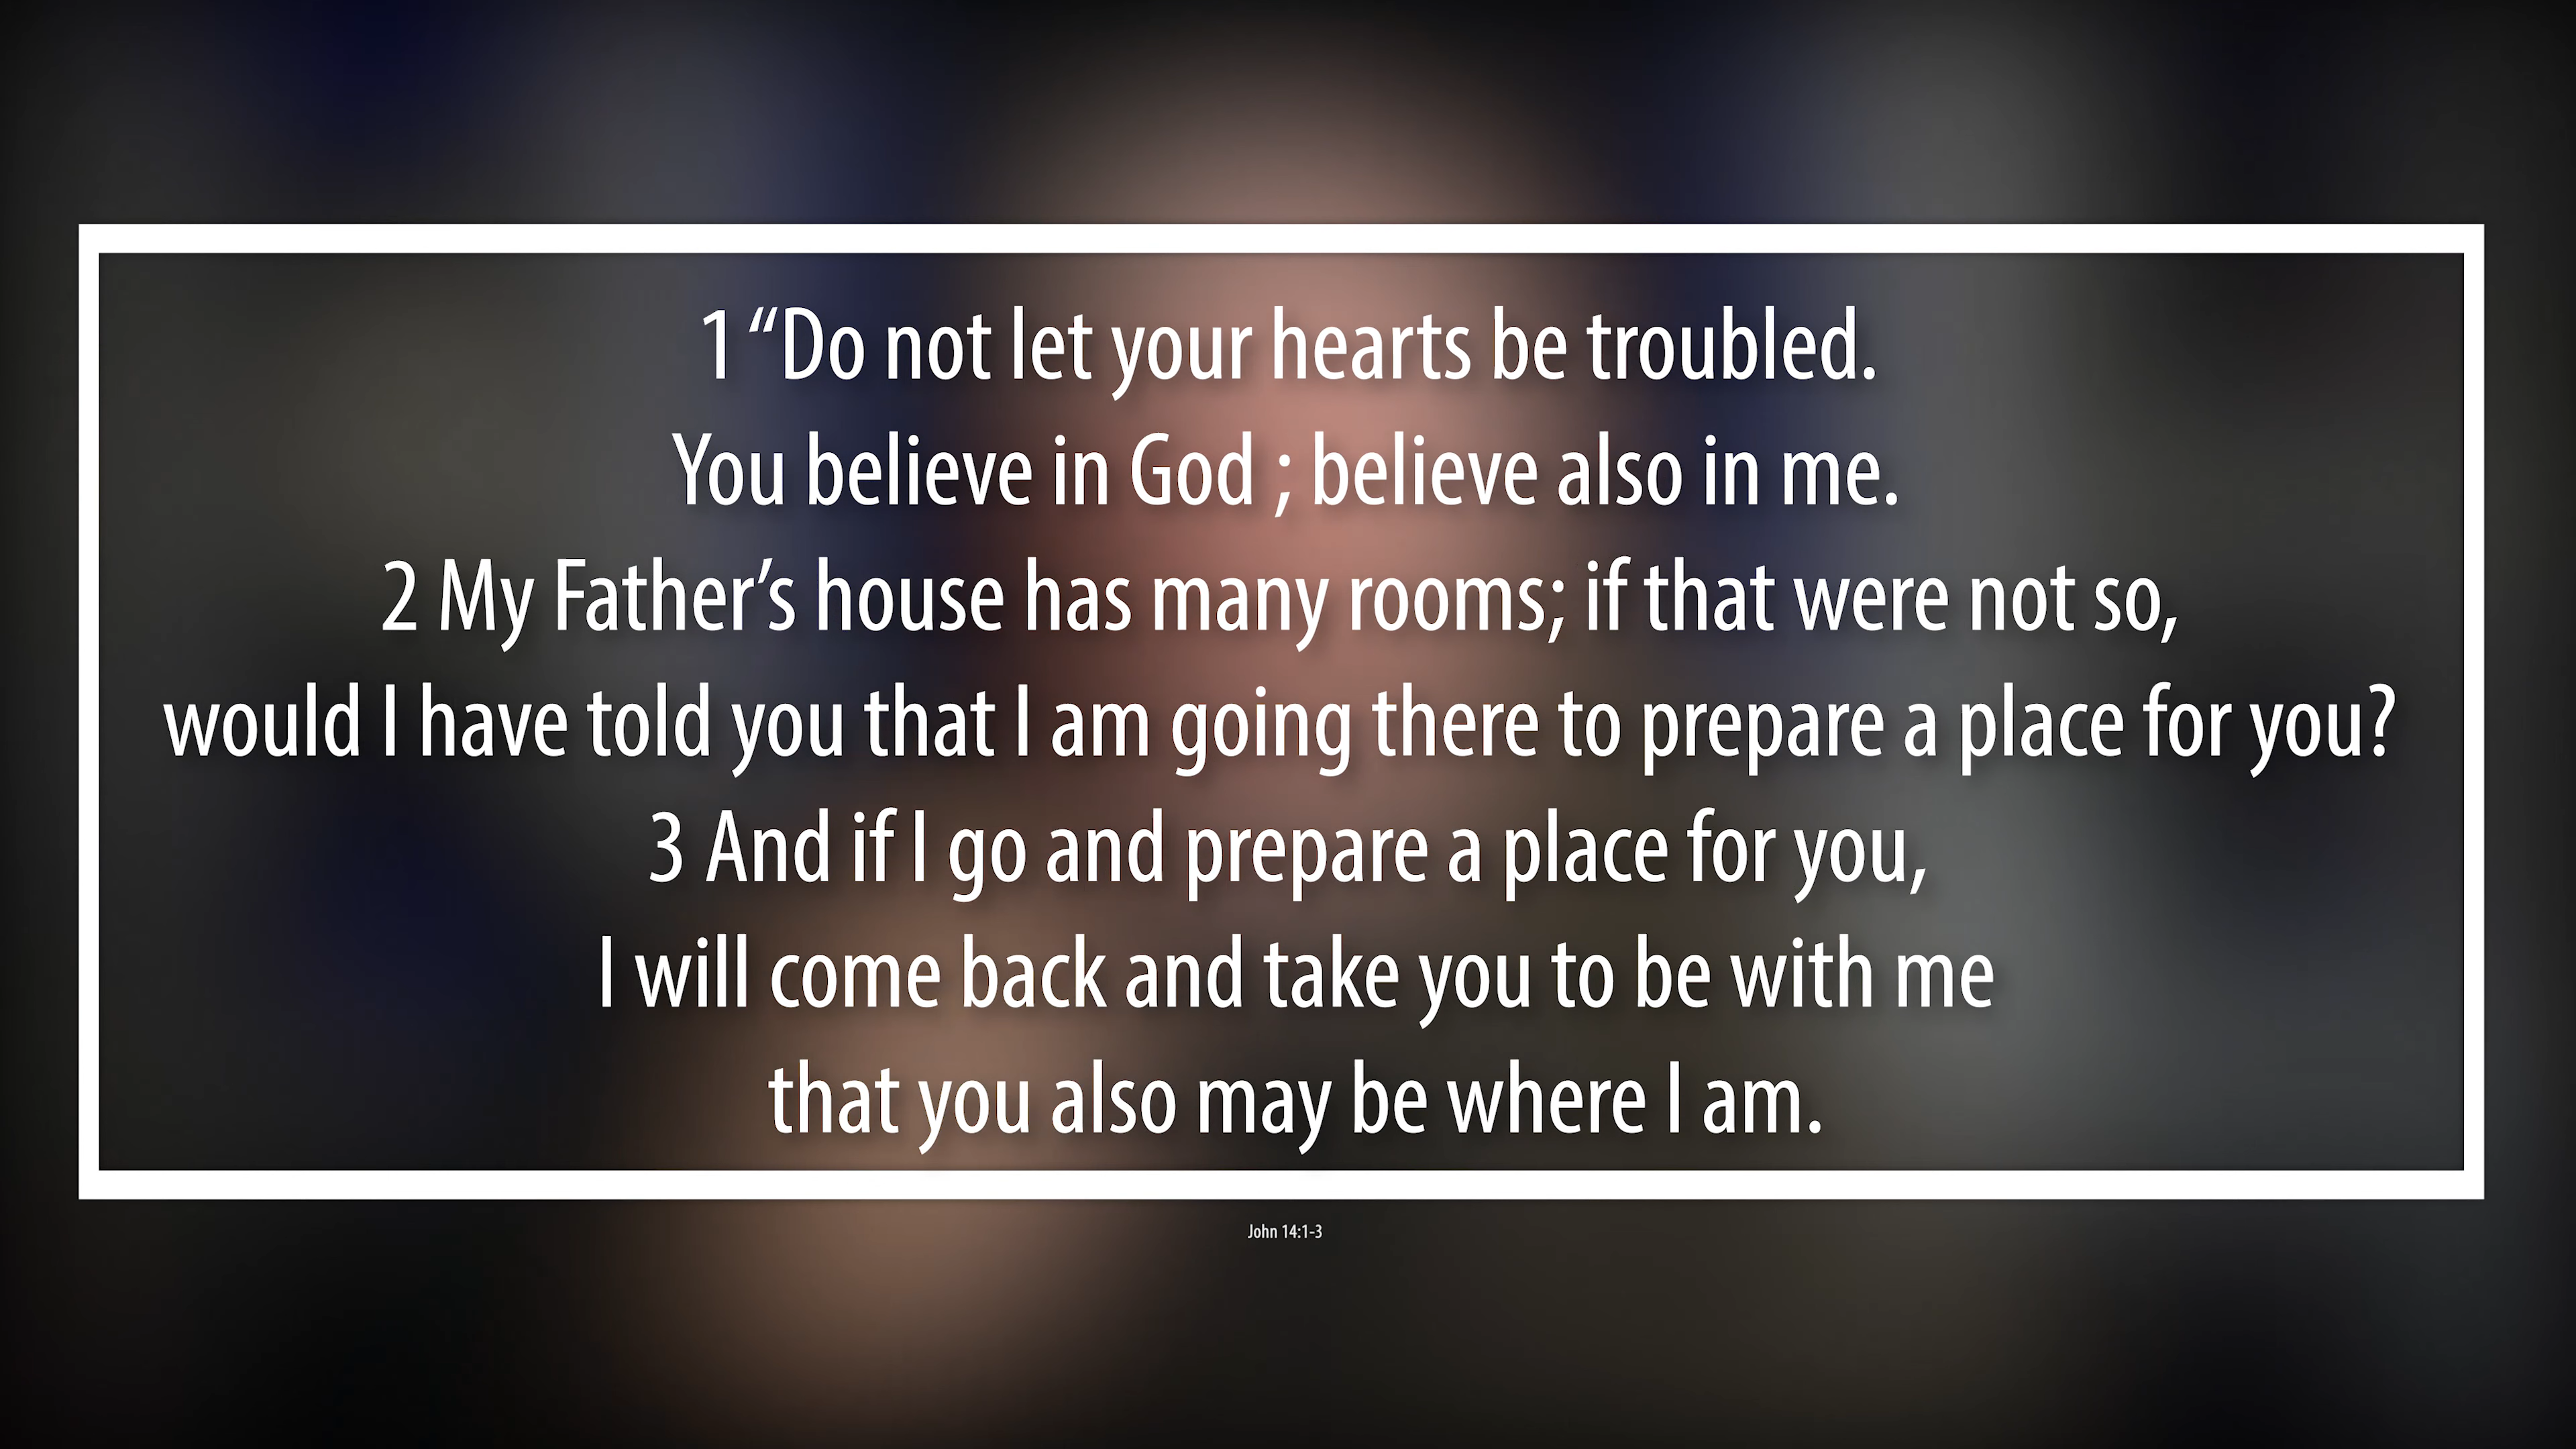 1 “Do not let your hearts be troubled.
You believe in God ; believe also in me.
2 My Father’s house has many rooms; if that were not so,
would I have told you that I am going there to prepare a place for you?
3 And if I go and prepare a place for you,
I will come back and take you to be with me
that you also may be where I am.
John 14:1-3